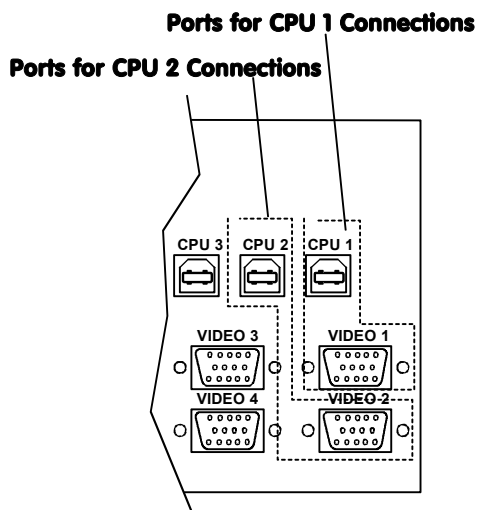 Ports for CPU 1 Connections
Ports for CPU 2 Connections
CPU 3 CPU 2 CPU 1
VIDEO 3 VIDEO 1
VIDEO 4 VIDEO 2